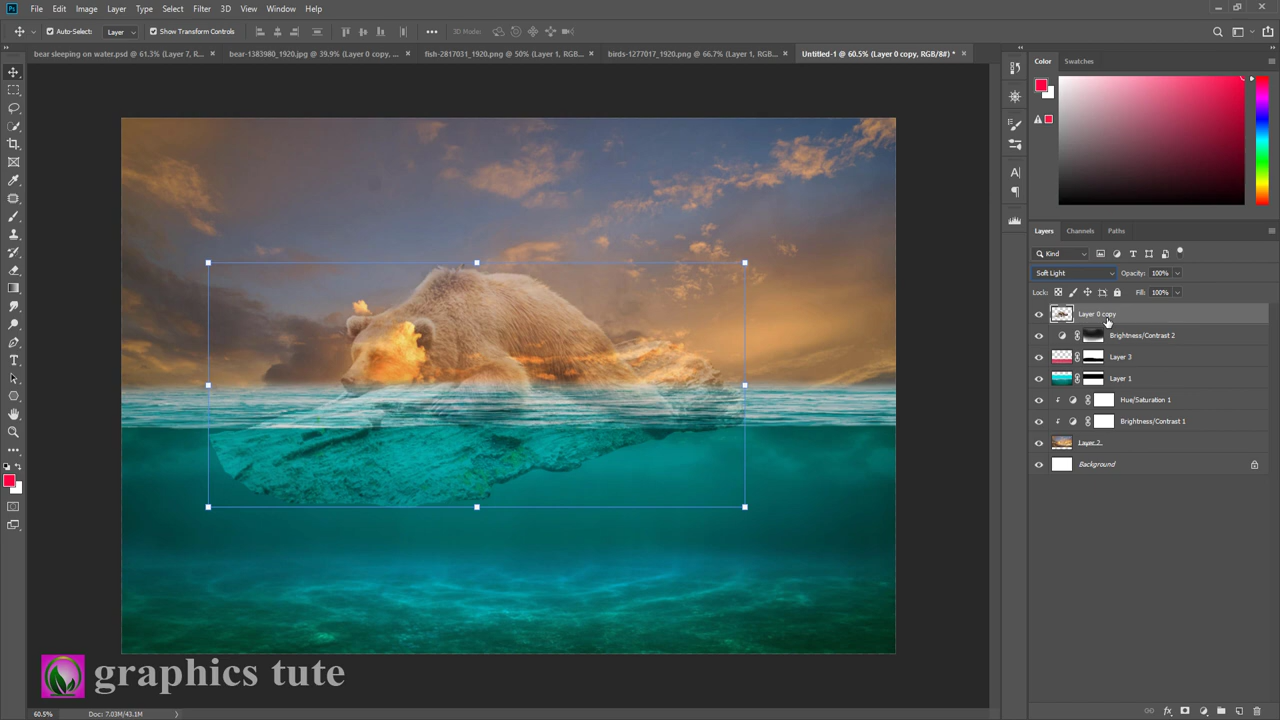 Ps File Edit Image Layer Type Select Filter 3D View Window Help
Auto-Select: Layer Show Transform Controls 3D Mode:
bear sleeping on water.psd @ 61.3% (Layer 7, R... × bear-1383980_1920.jpg @ 39.9% (Layer 0 copy, ... × fish-2817031_1920.png @ 50% (Layer 1, RGB... × birds-1277017_1920.png @ 66.7% (Layer 1, RGB... × Untitled-1 @ 60.5% (Layer 0 copy, RGB/8#) * ×
Color Swatches
Layers Channels Paths
Kind
Soft Light Opacity: 100%
Lock: Fill: 100%
Layer 0 copy
Brightness/Contrast 2
Layer 3
Layer 1
Hue/Saturation 1
Brightness/Contrast 1
Layer 2
Background
graphics tute
60.5% Doc: 7.03M/43.1M